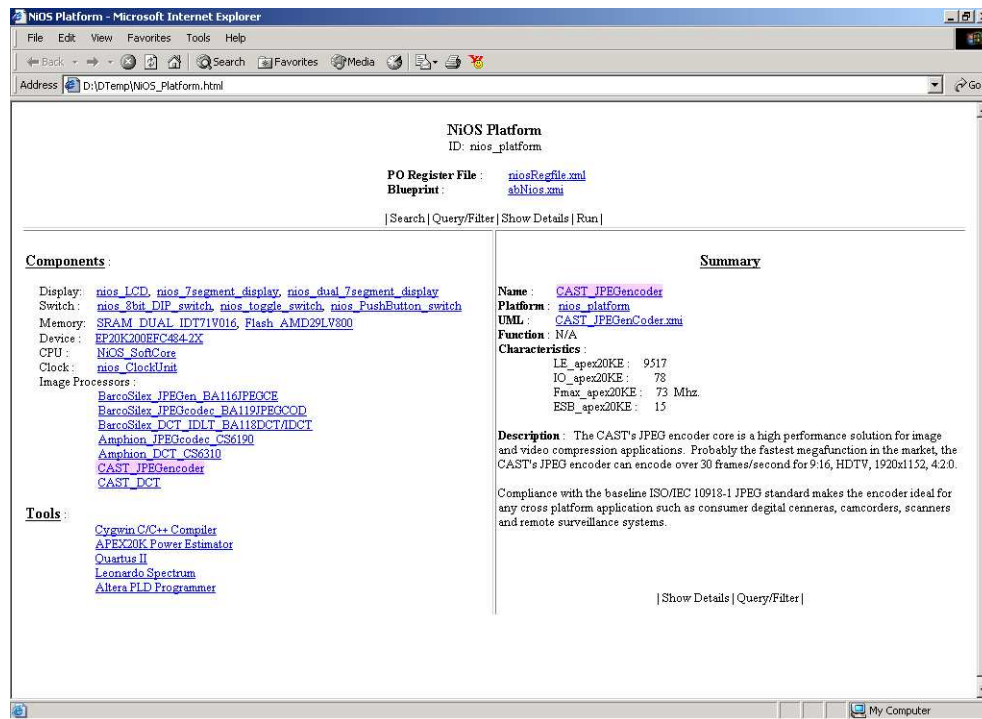 NiOS Platform - Microsoft Internet Explorer
File Edit View Favorites Tools Help
Back Search Favorites Media
Address D:\DTemp\NiOS_Platform.html Go
NiOS Platform
ID: nios_platform
PO Register File : niosRegfile.xml
Blueprint : abNios.xmi
| Search | Query/Filter | Show Details | Run |
Components :
Display: nios_LCD, nios_7segment_display, nios_dual_7segment_display
Switch : nios_8bit_DIP_switch, nios_toggle_switch, nios_PushButton_switch
Memory: SRAM_DUAL_IDT71V016, Flash_AMD29LV800
Device : EP20K200EFC484-2X
CPU : NiOS_SoftCore
Clock : nios_ClockUnit
Image Processors :
BarcoSilex_JPEGen_BA116JPEGCE
BarcoSilex_JPEGcodec_BA119JPEGCOD
BarcoSilex_DCT_IDLT_BA118DCT/IDCT
Amphion_JPEGcodec_CS6190
Amphion_DCT_CS6310
CAST_JPEGencoder
CAST_DCT
Tools :
Cygwin C/C++ Compiler
APEX20K Power Estimator
Quartus II
Leonardo Spectrum
Altera PLD Programmer
Summary
Name : CAST_JPEGencoder
Platform : nios_platform
UML : CAST_JPEGenCoder.xmi
Function : N/A
Characteristics :
LE_apex20KE : 9517
IO_apex20KE : 78
Fmax_apex20KE : 73 Mhz.
ESB_apex20KE : 15
Description : The CAST's JPEG encoder core is a high performance solution for image
and video compression applications. Probably the fastest megafunction in the market, the
CAST's JPEG encoder can encode over 30 frames/second for 9:16, HDTV, 1920x1152, 4:2:0.
Compliance with the baseline ISO/IEC 10918-1 JPEG standard makes the encoder ideal for
any cross platform application such as consumer degital cenneras, camcorders, scanners
and remote surveillance systems.
| Show Details | Query/Filter |
My Computer